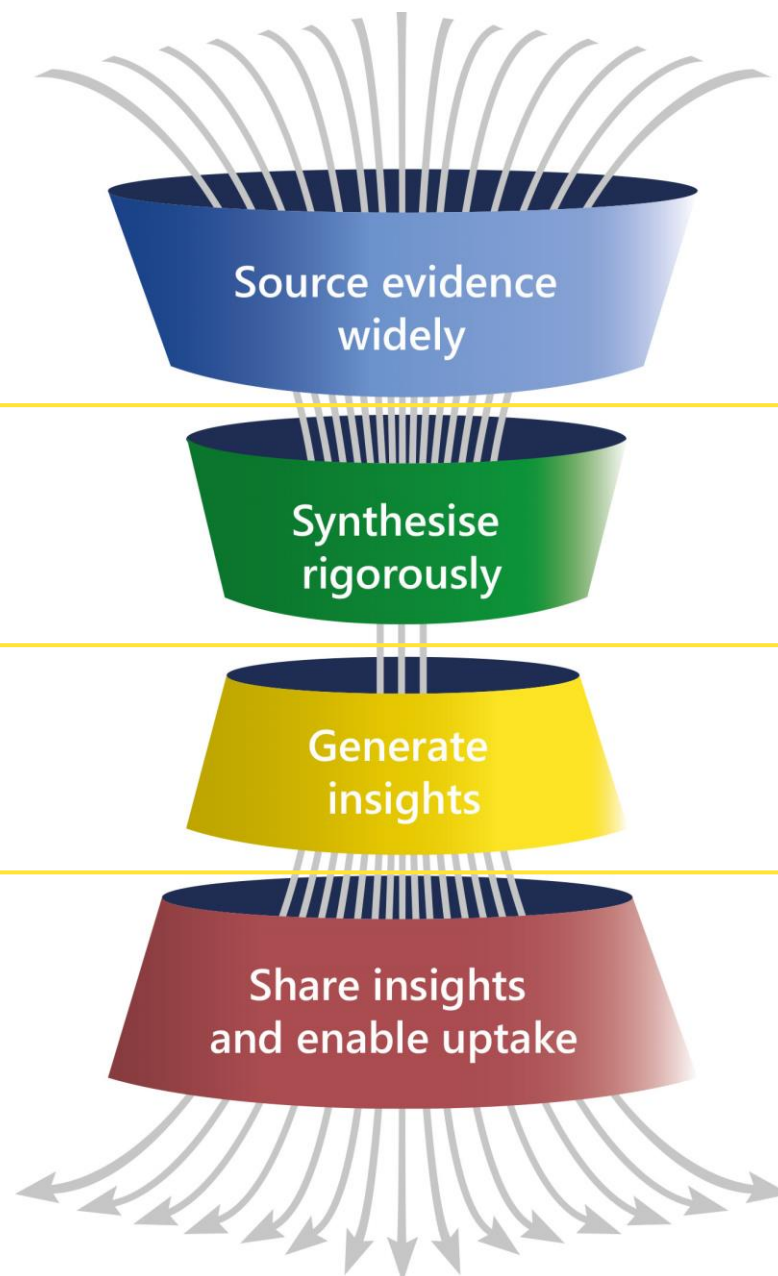 Source evidence
widely
Synthesise
rigorously
Generate
insights
Share insights
and enable uptake